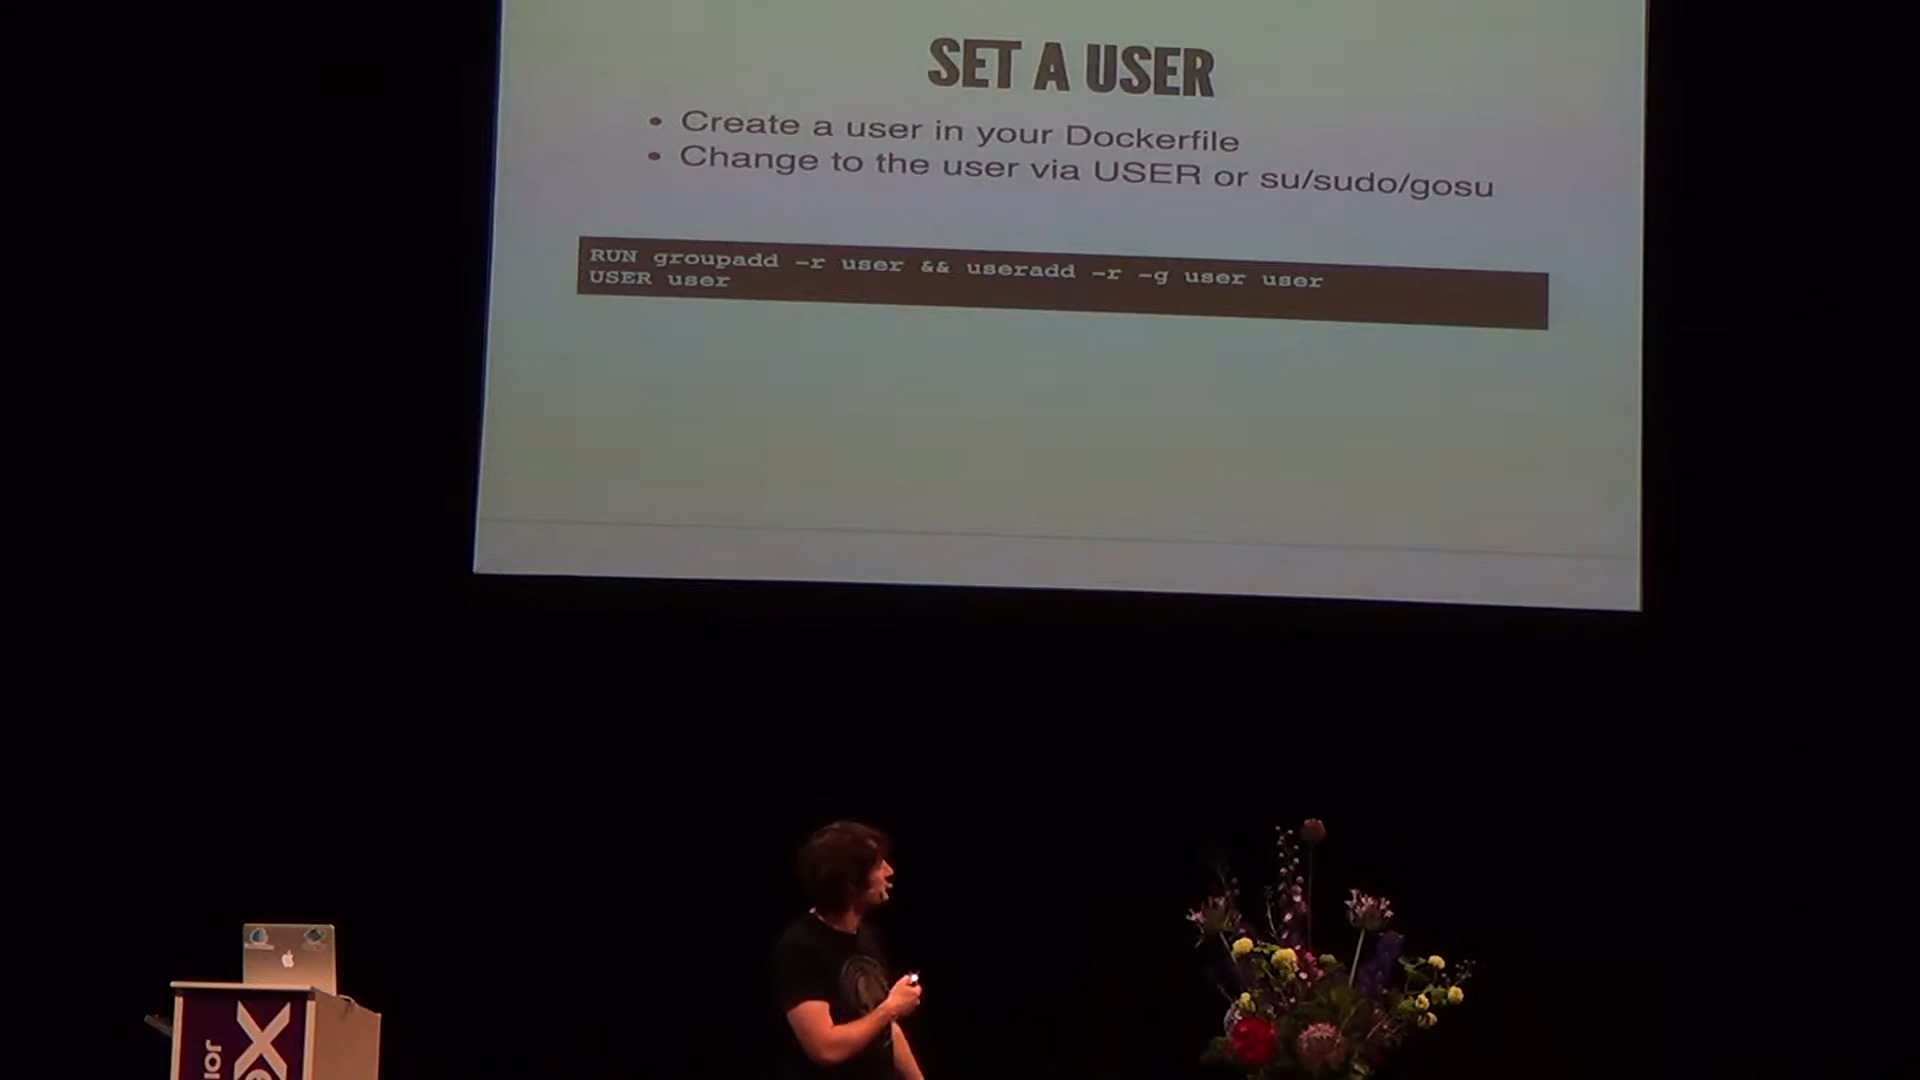 SET A USER
• Create a user in your Dockerfile
• Change to the user via USER or su/sudo/gosu
RUN groupadd -r user && useradd -r -g user user
USER user